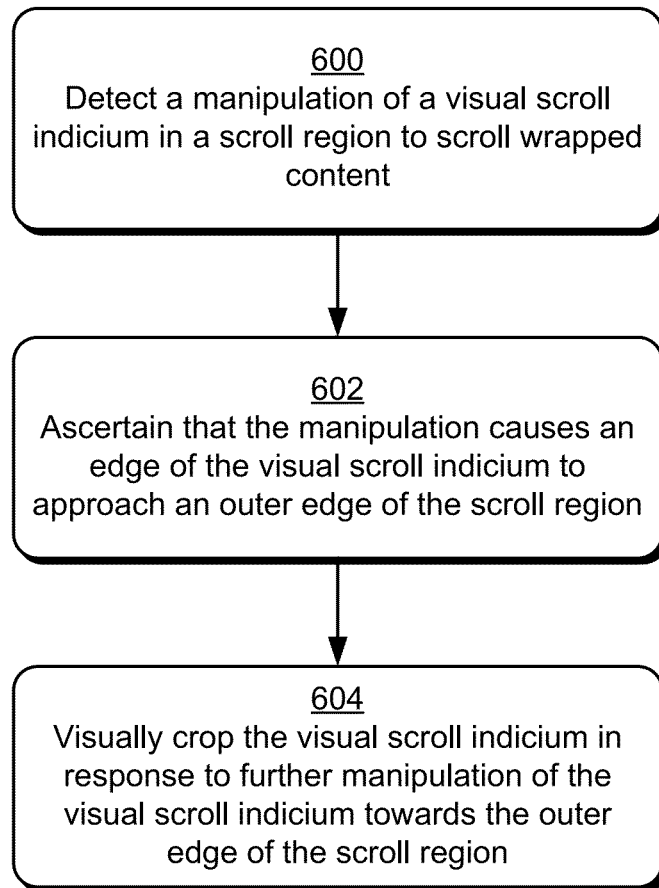 600
Detect a manipulation of a visual scroll
indicium in a scroll region to scroll wrapped
content
602
Ascertain that the manipulation causes an
edge of the visual scroll indicium to
approach an outer edge of the scroll region
604
Visually crop the visual scroll indicium in
response to further manipulation of the
visual scroll indicium towards the outer
edge of the scroll region